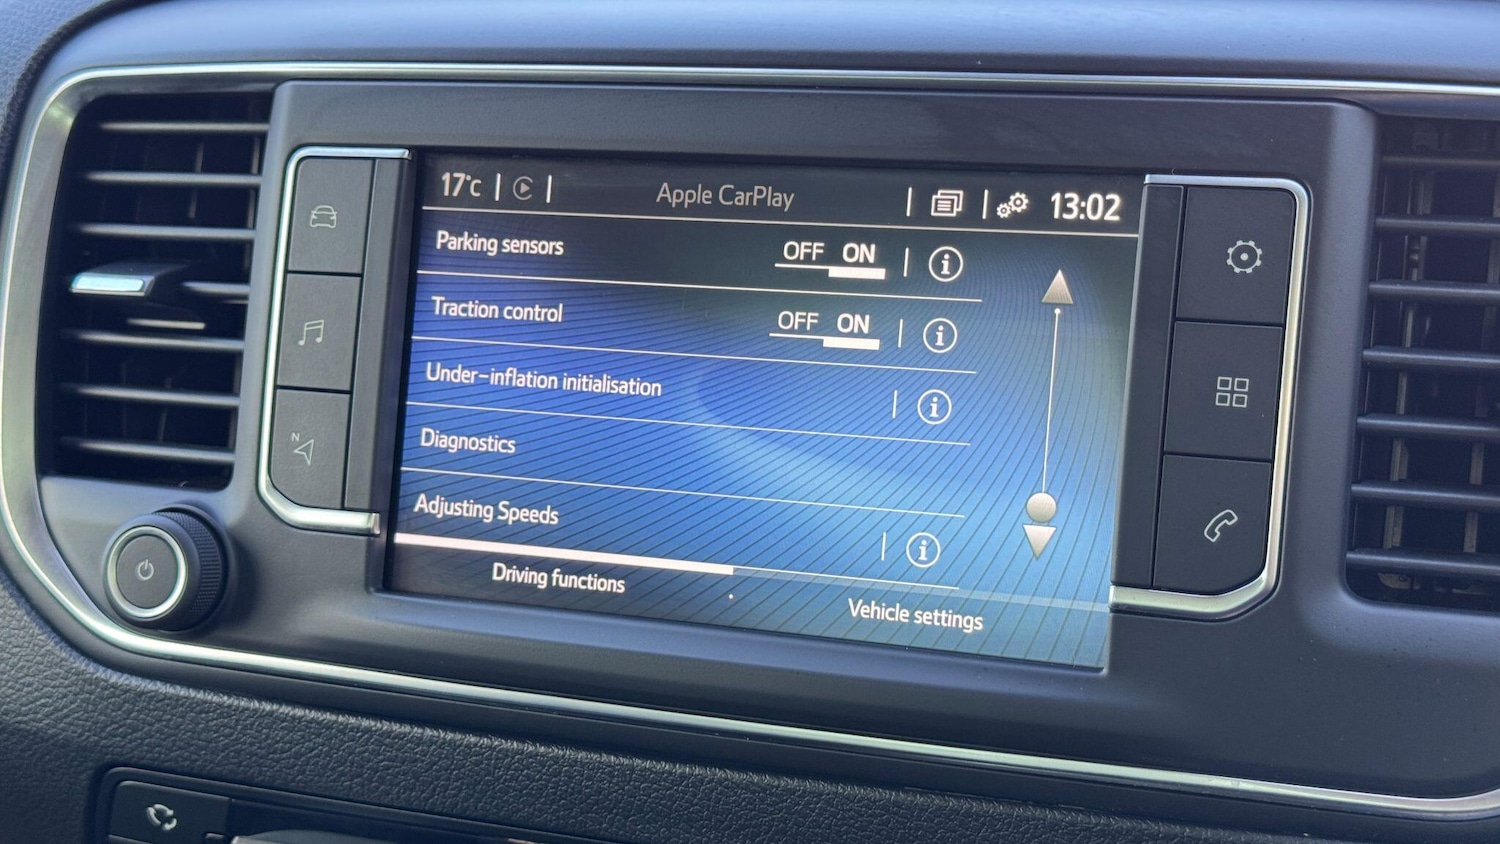 17°C Apple CarPlay 13:02
Parking sensors OFF ON i
Traction control OFF ON i
Under-inflation initialisation i
Diagnostics
Adjusting Speeds i
Driving functions Vehicle settings
N